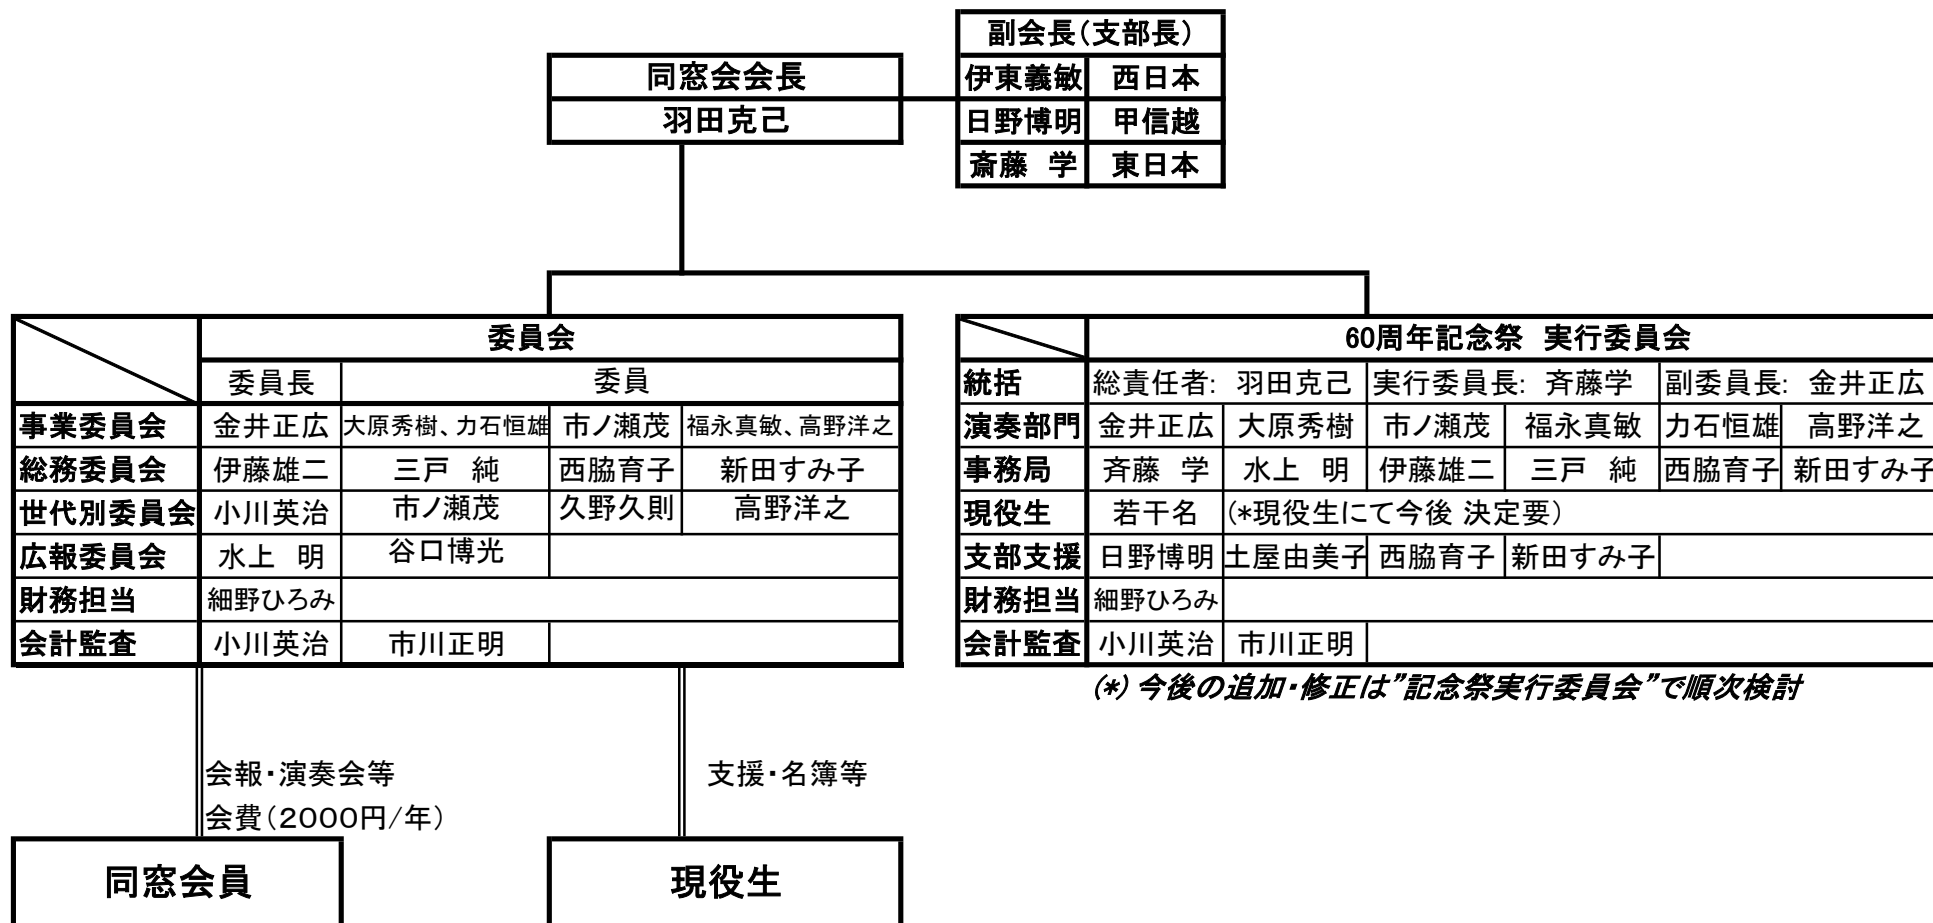 副会長（支部長）
同窓会会長
羽田克己
伊東義敏 西日本
日野博明 甲信越
斎藤　学 東日本
委員会
委員長 委員
事業委員会 金井正広 大原秀樹、力石恒雄 市ノ瀬茂 福永真敏、高野洋之
総務委員会 伊藤雄二 三戸　純 西脇育子 新田すみ子
世代別委員会 小川英治 市ノ瀬茂 久野久則 高野洋之
広報委員会 水上　明 谷口博光
財務担当 細野ひろみ
会計監査 小川英治 市川正明
60周年記念祭　実行委員会
統括 総責任者: 羽田克己 実行委員長: 斉藤学 副委員長: 金井正広
演奏部門 金井正広 大原秀樹 市ノ瀬茂 福永真敏 力石恒雄 高野洋之
事務局 斉藤　学 水上　明 伊藤雄二 三戸　純 西脇育子 新田すみ子
現役生 若干名 (*現役生にて今後 決定要）
支部支援 日野博明 土屋由美子 西脇育子 新田すみ子
財務担当 細野ひろみ
会計監査 小川英治 市川正明
(*) 今後の追加・修正は”記念祭実行委員会”で順次検討
会報・演奏会等
会費（２０００円/年）
支援・名簿等
同窓会員
現役生